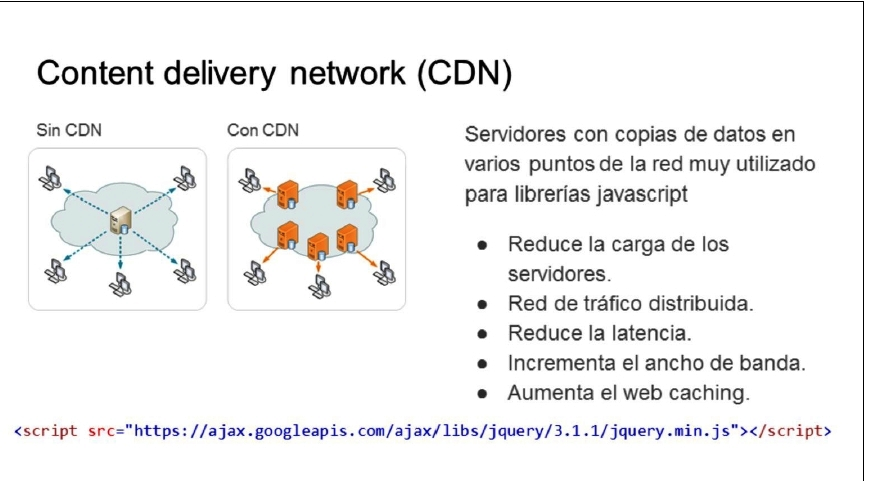 Content delivery network (CDN)
Sin CDN
Con CDN
Servidores con copias de datos en
varios puntos de la red muy utilizado
para librerías javascript
● Reduce la carga de los
servidores.
● Red de tráfico distribuida.
● Reduce la latencia.
● Incrementa el ancho de banda.
● Aumenta el web caching.
<script src="https://ajax.googleapis.com/ajax/libs/jquery/3.1.1/jquery.min.js"></script>